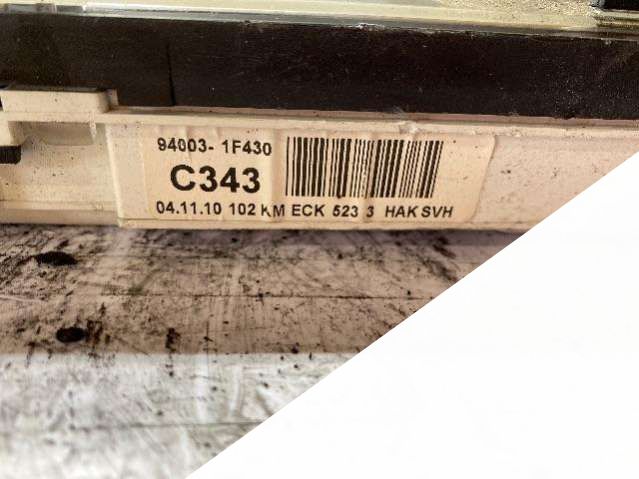 94003- 1F430
C343
04.11.10 102 KM ECK 523 3 HAK SVH